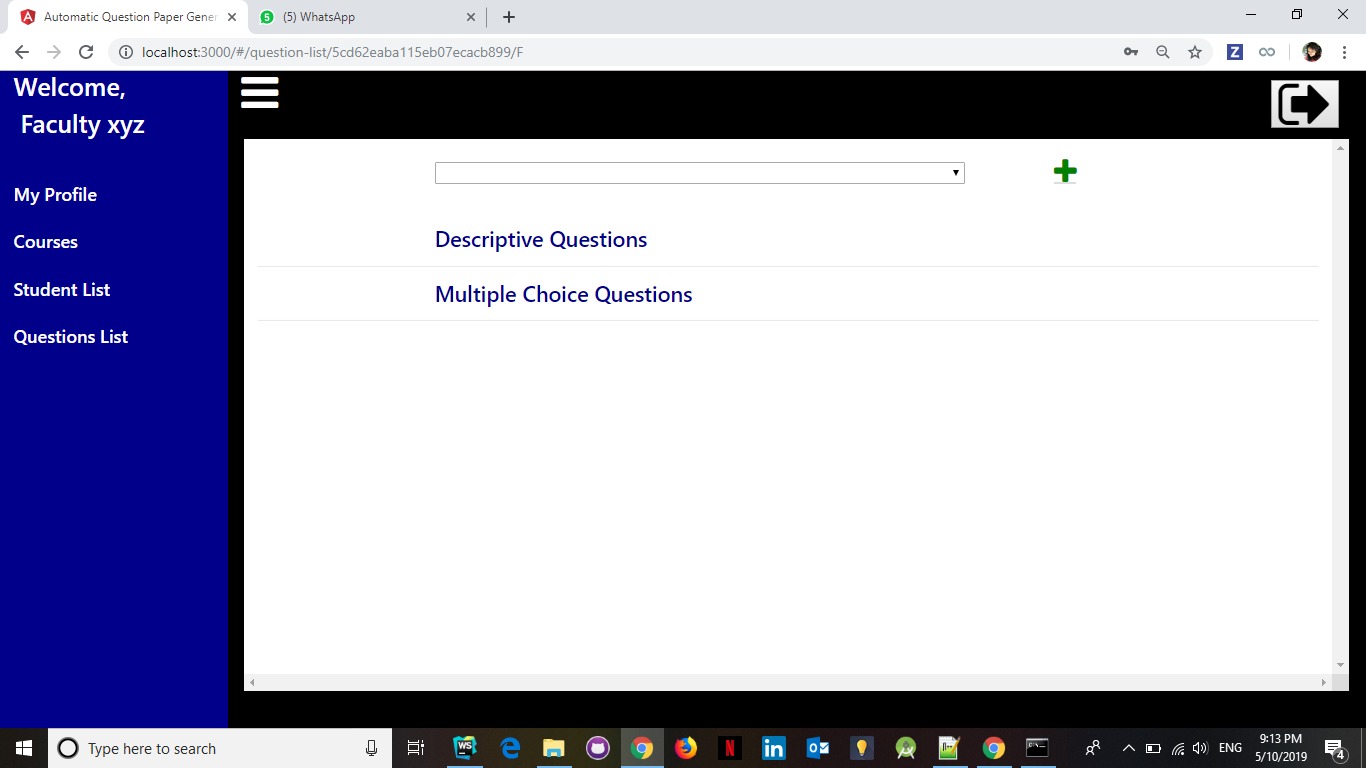 Automatic Question Paper Gener
(5) WhatsApp
localhost:3000/#/question-list/5cd62eaba115eb07ecacb899/F
Z
Welcome,
Faculty xyz
My Profile
Courses
Student List
Questions List
Descriptive Questions
Multiple Choice Questions
Type here to search
WS
N
in
ENG
9:13 PM
5/10/2019
4